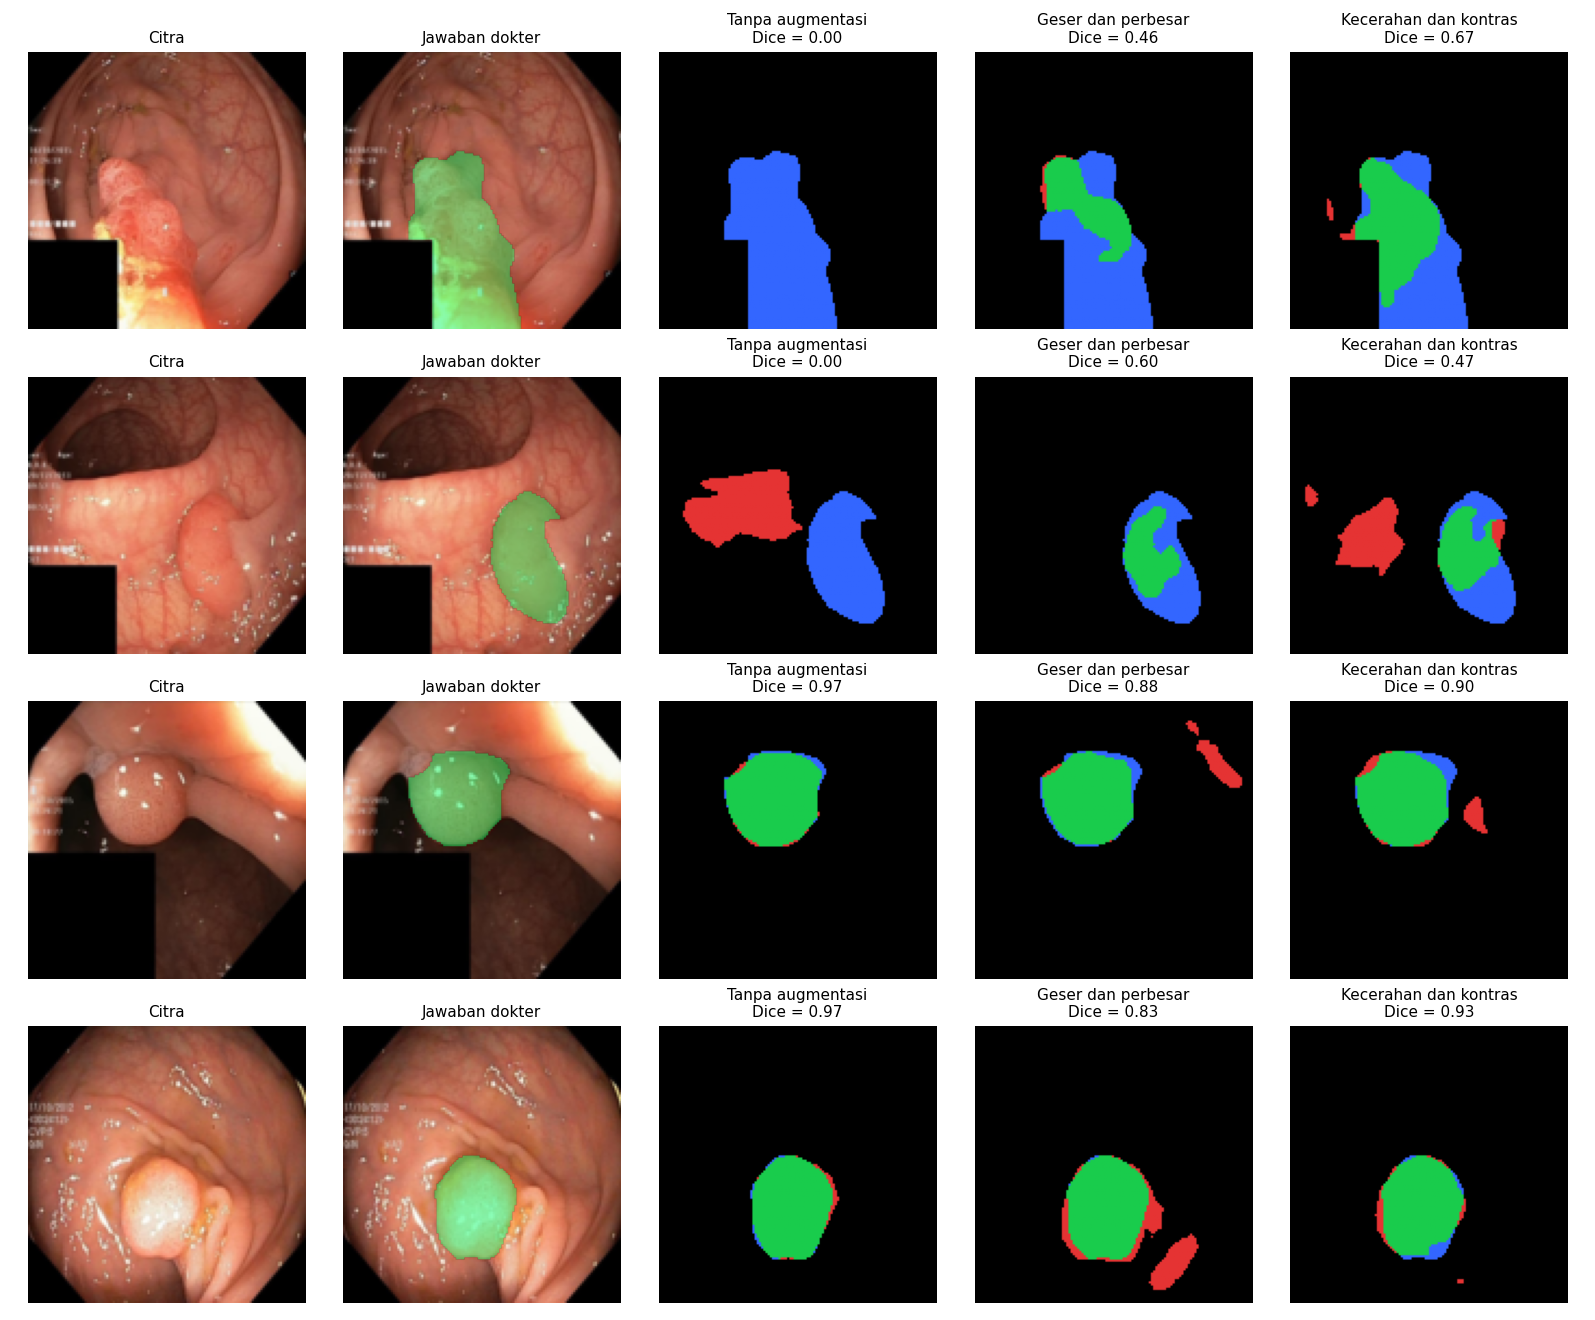 Citra
Jawaban dokter
Tanpa augmentasi
Dice = 0.00
Geser dan perbesar
Dice = 0.46
Kecerahan dan kontras
Dice = 0.67
Citra
Jawaban dokter
Tanpa augmentasi
Dice = 0.00
Geser dan perbesar
Dice = 0.60
Kecerahan dan kontras
Dice = 0.47
Citra
Jawaban dokter
Tanpa augmentasi
Dice = 0.97
Geser dan perbesar
Dice = 0.88
Kecerahan dan kontras
Dice = 0.90
Citra
Jawaban dokter
Tanpa augmentasi
Dice = 0.97
Geser dan perbesar
Dice = 0.83
Kecerahan dan kontras
Dice = 0.93